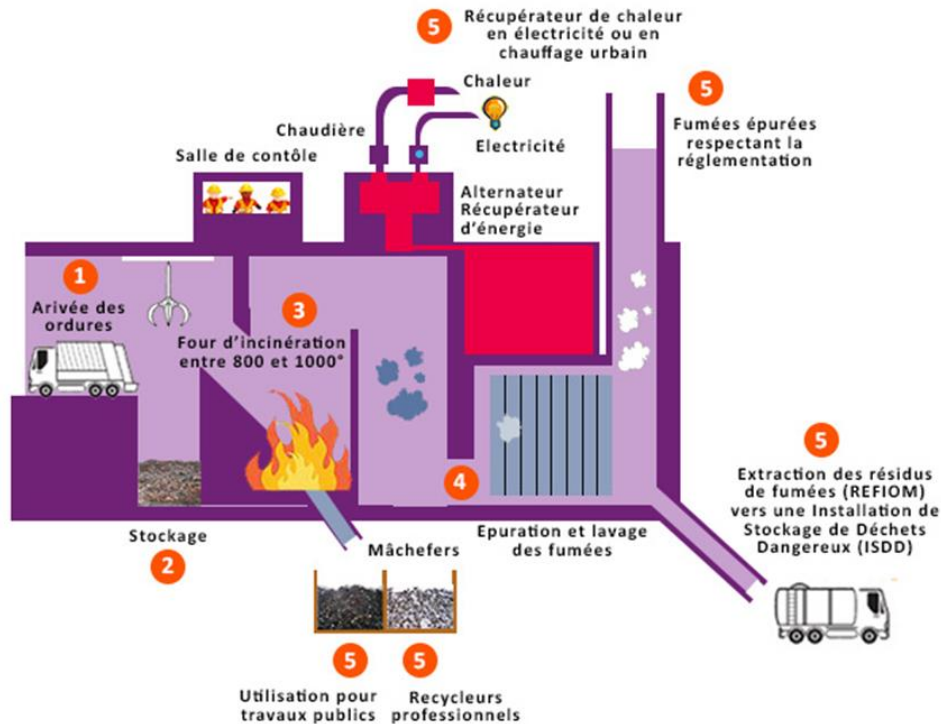 5
Récupérateur de chaleur
en électricité ou en
chauffage urbain
Chaleur
Chaudière
Electricité
5
Fumées épurées
respectant la
réglementation
Salle de contôle
Alternateur
Récupérateur
d'énergie
1
Arivée des
ordures
3
Four d'incinération
entre 800 et 1000°
4
Epuration et lavage
des fumées
5
Extraction des résidus
de fumées (REFIOM)
vers une Installation de
Stockage de Déchets
Dangereux (ISDD)
Stockage
2
Mâchefers
5
Utilisation pour
travaux publics
5
Recycleurs
professionnels